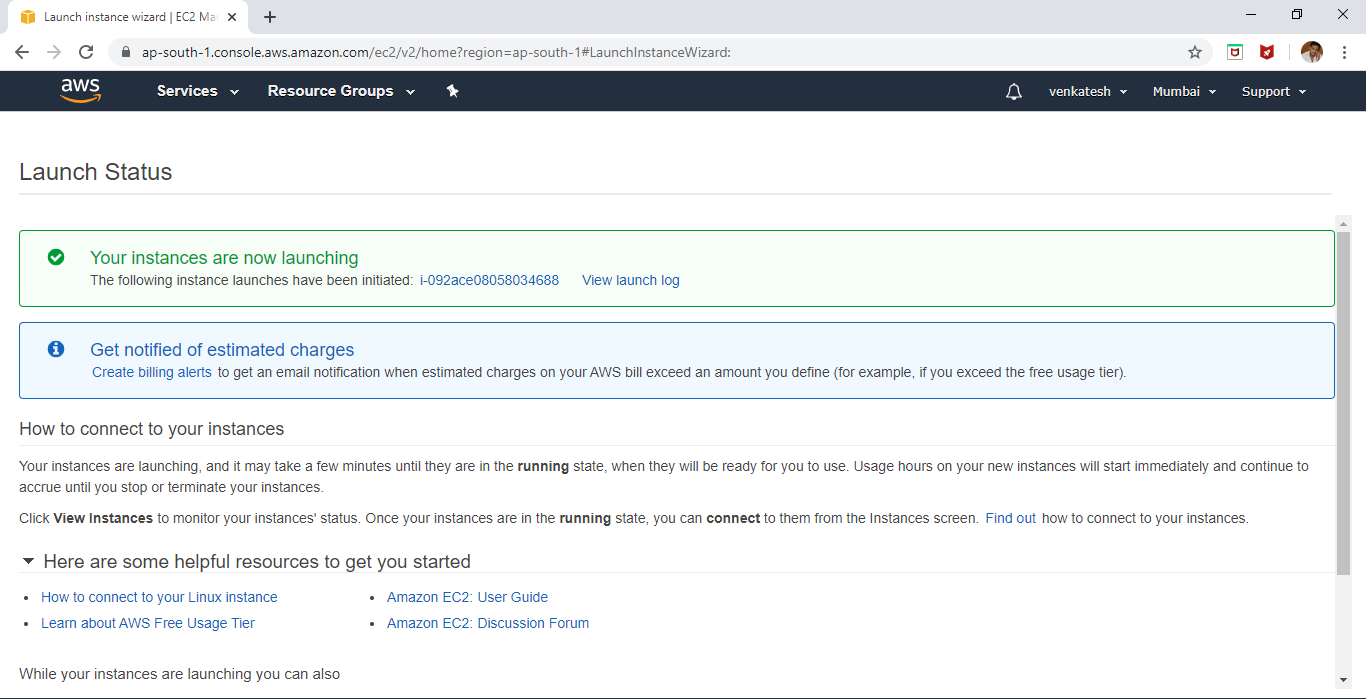 Launch instance wizard | EC2 Ma
ap-south-1.console.aws.amazon.com/ec2/v2/home?region=ap-south-1#LaunchInstanceWizard:
aws Services Resource Groups venkatesh Mumbai Support
Launch Status
Your instances are now launching
The following instance launches have been initiated: i-092ace08058034688 View launch log
Get notified of estimated charges
Create billing alerts to get an email notification when estimated charges on your AWS bill exceed an amount you define (for example, if you exceed the free usage tier).
How to connect to your instances
Your instances are launching, and it may take a few minutes until they are in the running state, when they will be ready for you to use. Usage hours on your new instances will start immediately and continue to
accrue until you stop or terminate your instances.
Click View Instances to monitor your instances' status. Once your instances are in the running state, you can connect to them from the Instances screen. Find out how to connect to your instances.
Here are some helpful resources to get you started
• How to connect to your Linux instance • Amazon EC2: User Guide
• Learn about AWS Free Usage Tier • Amazon EC2: Discussion Forum
While your instances are launching you can also